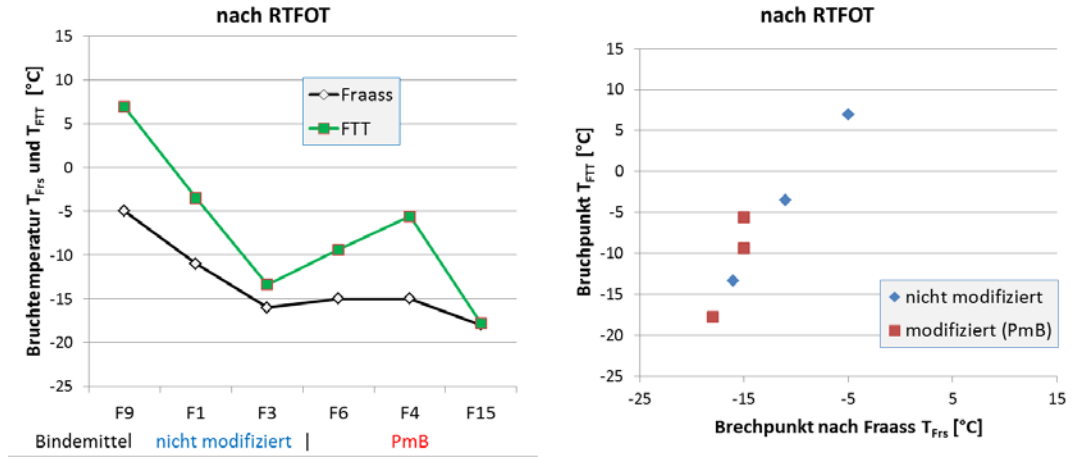 nach RTFOT
Bruchtemperatur T_Frs und T_FTT [°C]
15
10
5
0
-5
-10
-15
-20
-25
Fraass
FTT
F9 F1 F3 F6 F4 F15
Bindemittel nicht modifiziert | PmB
nach RTFOT
Bruchpunkt T_FTT [°C]
15
10
5
0
-5
-10
-15
-20
-25
nicht modifiziert
modifiziert (PmB)
-25 -15 -5 5 15
Brechpunkt nach Fraass T_Frs [°C]